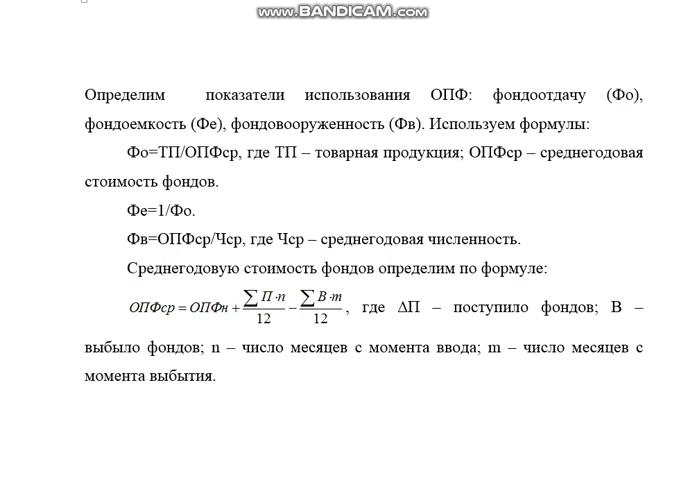 www.BANDICAM.com
Определим показатели использования ОПФ: фондоотдачу (Фо),
фондоемкость (Фе), фондовооруженность (Фв). Используем формулы:
Фо=ТП/ОПФср, где ТП – товарная продукция; ОПФср – среднегодовая
стоимость фондов.
Фе=1/Фо.
Фв=ОПФср/Чср, где Чср – среднегодовая численность.
Среднегодовую стоимость фондов определим по формуле:
ОПФср = ОПФн + ∑ П·n / 12 − ∑ В·m / 12, где ΔП – поступило фондов; В –
выбыло фондов; n – число месяцев с момента ввода; m – число месяцев с
момента выбытия.